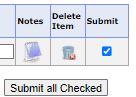 Notes Delete Submit
Item
Submit all Checked